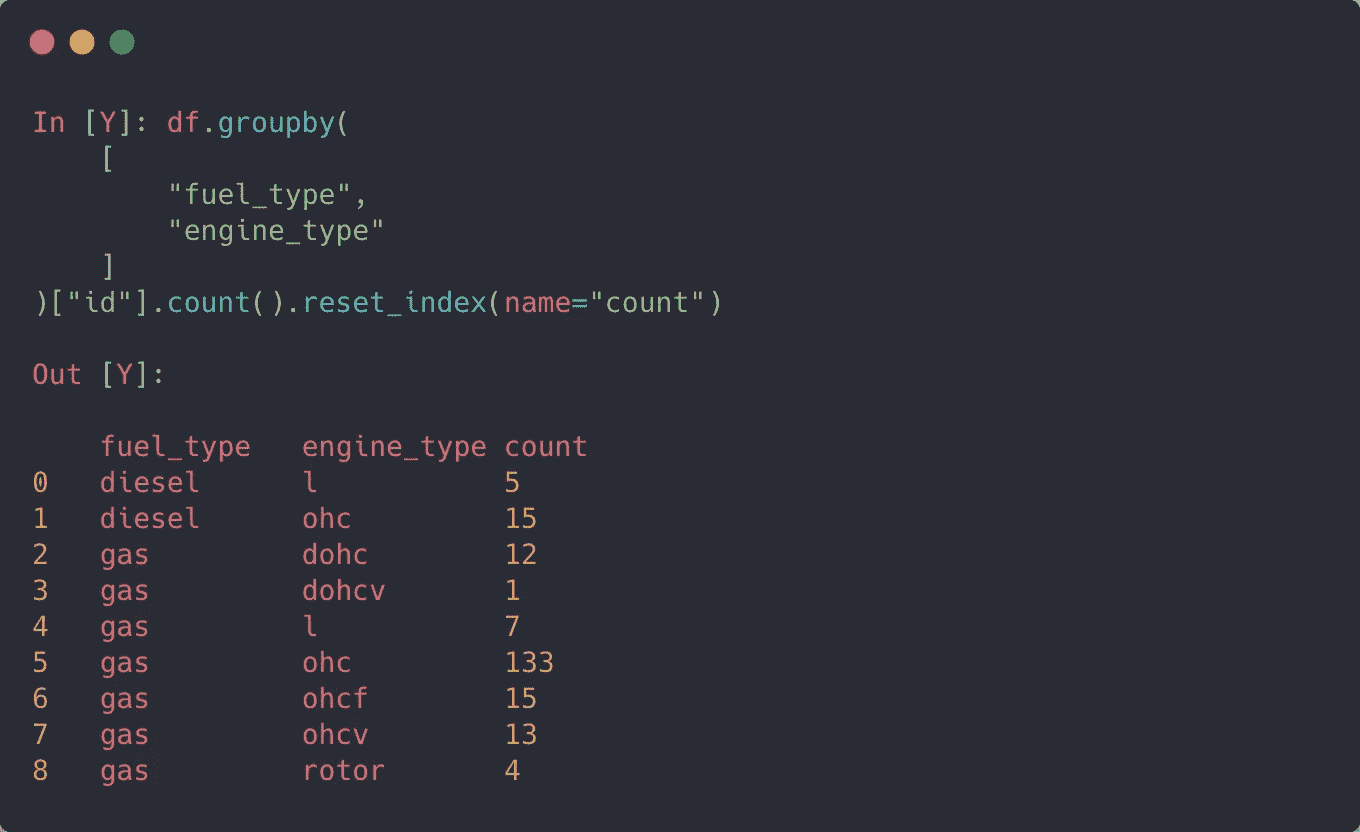 In [Y]: df.groupby(
    [
        "fuel_type",
        "engine_type"
    ]
)["id"].count().reset_index(name="count")
Out [Y]:
    fuel_type   engine_type count
0   diesel      l           5
1   diesel      ohc         15
2   gas         dohc        12
3   gas         dohcv       1
4   gas         l           7
5   gas         ohc         133
6   gas         ohcf        15
7   gas         ohcv        13
8   gas         rotor       4